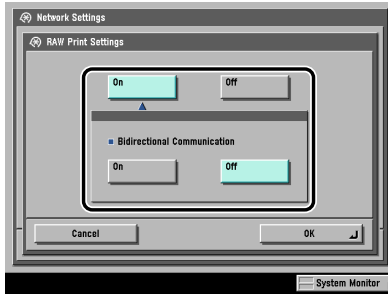 Network Settings
RAW Print Settings
On Off
Bidirectional Communication
On Off
Cancel OK
System Monitor